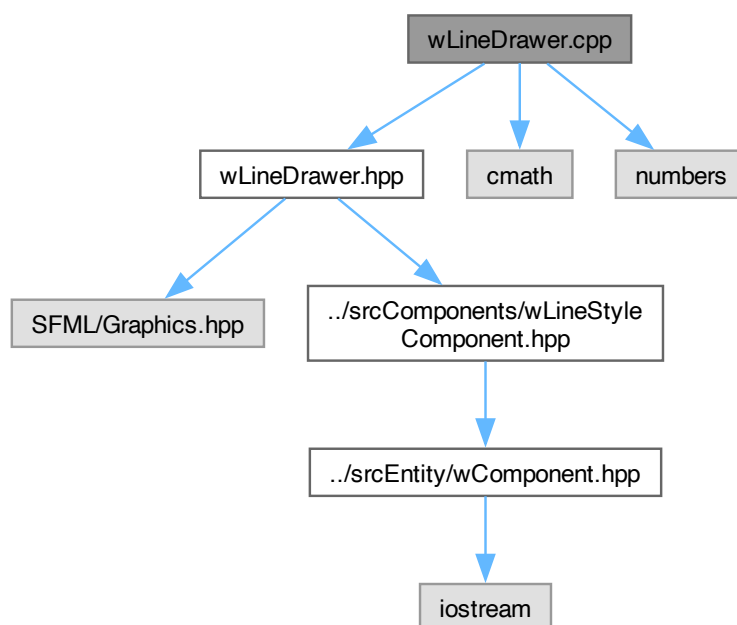 wLineDrawer.cpp
wLineDrawer.hpp
cmath
numbers
SFML/Graphics.hpp
../srcComponents/wLineStyle
Component.hpp
../srcEntity/wComponent.hpp
iostream